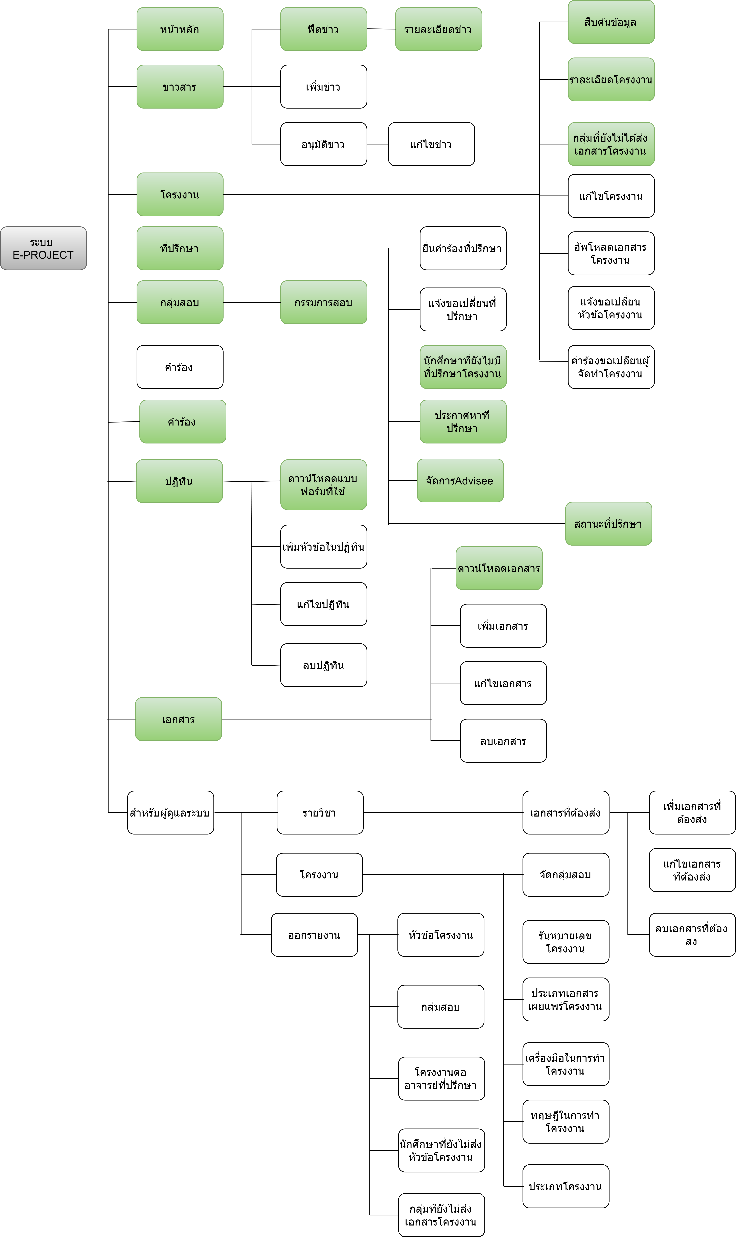 หน้าหลัก
ฟีดข่าว
รายละเอียดข่าว
สืบค้นข้อมูล
ข่าวสาร
เพิ่มข่าว
ราละเอียดโครงงาน
อนุมัติข่าว
แก้ไขข่าว
กลุ่มที่ยังไม่ได้ส่ง
เอกสารโครงงาน
โครงงาน
แก้ไขโครงงาน
ระบบ
E-PROJECT
ที่ปรึกษา
ยื่นคำร้องที่ปรึกษา
อัพโหลดเอกสาร
โครงงาน
กลุ่มสอบ
กรรมการสอบ
แจ้งขอเปลี่ยนที่
ปรึกษา
แจ้งขอเปลี่ยน
หัวข้อโครงงาน
คำร้อง
นักศึกษาที่ยังไม่มี
ที่ปรึกษาโครงงาน
คำร้องขอเปลี่ยนผู้
จัดทำโครงงาน
คำร้อง
ประกาศหาที่
ปรึกษา
ปฏิทิน
ดาวน์โหลดแบบ
ฟอร์มที่ใช้
จัดการAdvisee
สถานะที่ปรึกษา
เพิ่มหัวข้อในปฏิทิน
แก้ไขปฏิทิน
ลบปฏิทิน
ดาวน์โหลดเอกสาร
เพิ่มเอกสาร
แก้ไขเอกสาร
ลบเอกสาร
เอกสาร
สำหรับผู้ดูแลระบบ
รายวิชา
เอกสารที่ต้องส่ง
เพิ่มเอกสารที่
ต้องส่ง
โครงงาน
จัดกลุ่มสอบ
แก้ไขเอกสาร
ที่ต้องส่ง
ออกรายงาน
หัวข้อโครงงาน
รันหมายเลข
โครงงาน
ลบเอกสารที่ต้อง
ส่ง
กลุ่มสอบ
ประเภทเอกสาร
เผยแพร่โครงงาน
โครงงานต่อ
อาจารย์ที่ปรึกษา
เครื่องมือในการทำ
โครงงาน
นักศึกษาที่ยังไม่ส่ง
หัวข้อโครงงาน
ทฤษฎีในการทำ
โครงงาน
กลุ่มที่ยังไม่ส่ง
เอกสารโครงงาน
ประเภทโครงงาน